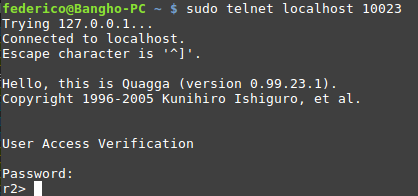 federico@Bangho-PC ~ $ sudo telnet localhost 10023
Trying 127.0.0.1...
Connected to localhost.
Escape character is '^]'.
Hello, this is Quagga (version 0.99.23.1).
Copyright 1996-2005 Kunihiro Ishiguro, et al.
User Access Verification
Password:
r2>